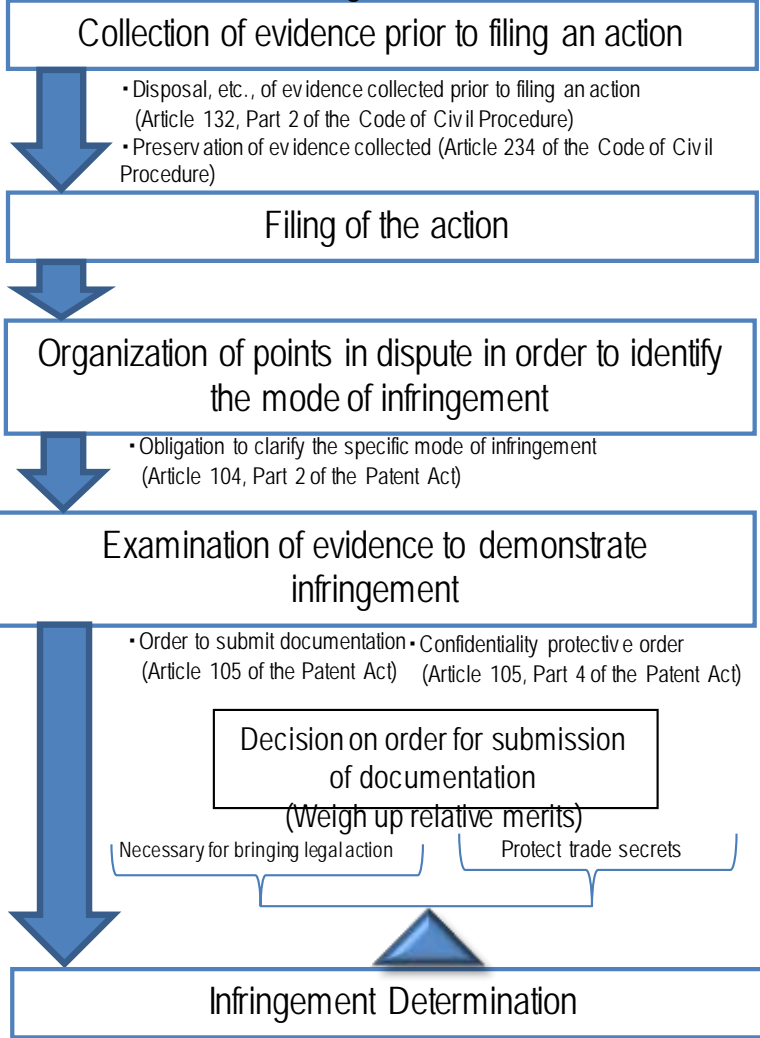 Collection of evidence prior to filing an action
・Disposal, etc., of evidence collected prior to filing an action
(Article 132, Part 2 of the Code of Civil Procedure)
・Preservation of evidence collected (Article 234 of the Code of Civil
Procedure)
Filing of the action
Organization of points in dispute in order to identify
the mode of infringement
・Obligation to clarify the specific mode of infringement
(Article 104, Part 2 of the Patent Act)
Examination of evidence to demonstrate
infringement
・Order to submit documentation
(Article 105 of the Patent Act)
・Confidentiality protective order
(Article 105, Part 4 of the Patent Act)
Decision on order for submission
of documentation
(Weigh up relative merits)
Necessary for bringing legal action
Protect trade secrets
Infringement Determination